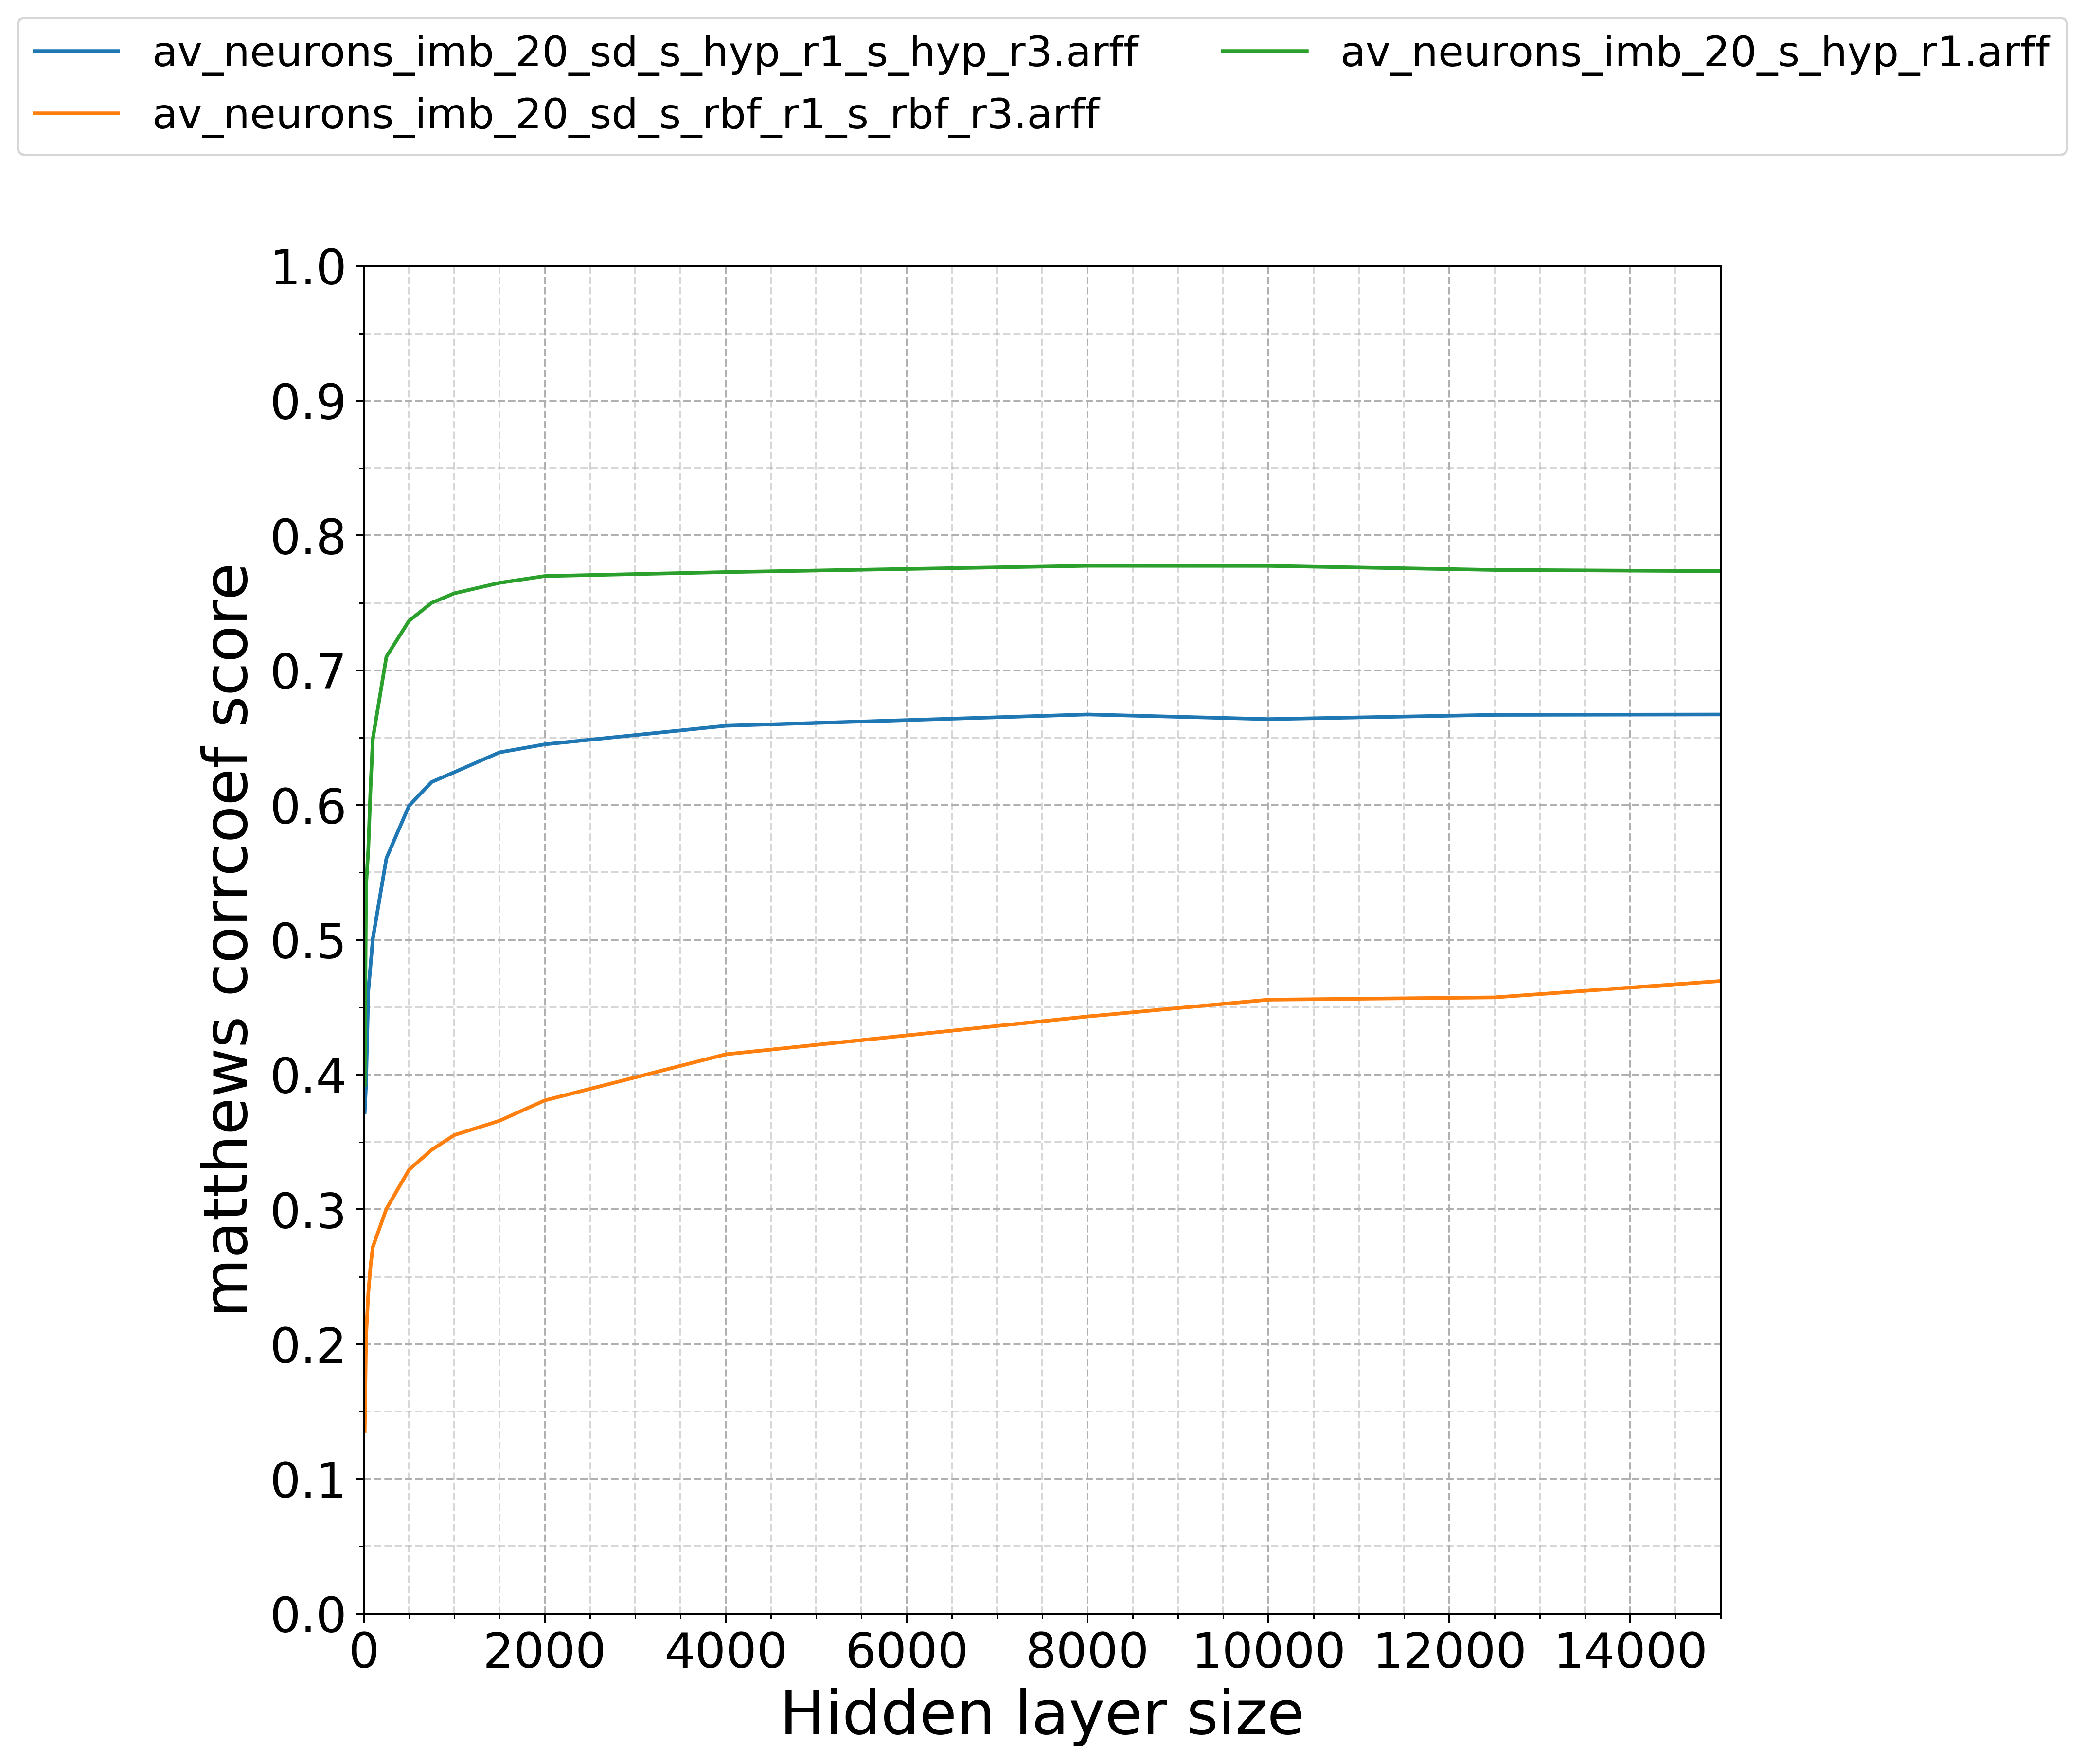 av_neurons_imb_20_sd_s_hyp_r1_s_hyp_r3.arff
av_neurons_imb_20_sd_s_rbf_r1_s_rbf_r3.arff
av_neurons_imb_20_s_hyp_r1.arff
matthews corrcoef score
1.0
0.9
0.8
0.7
0.6
0.5
0.4
0.3
0.2
0.1
0.0
0 2000 4000 6000 8000 10000 12000 14000
Hidden layer size